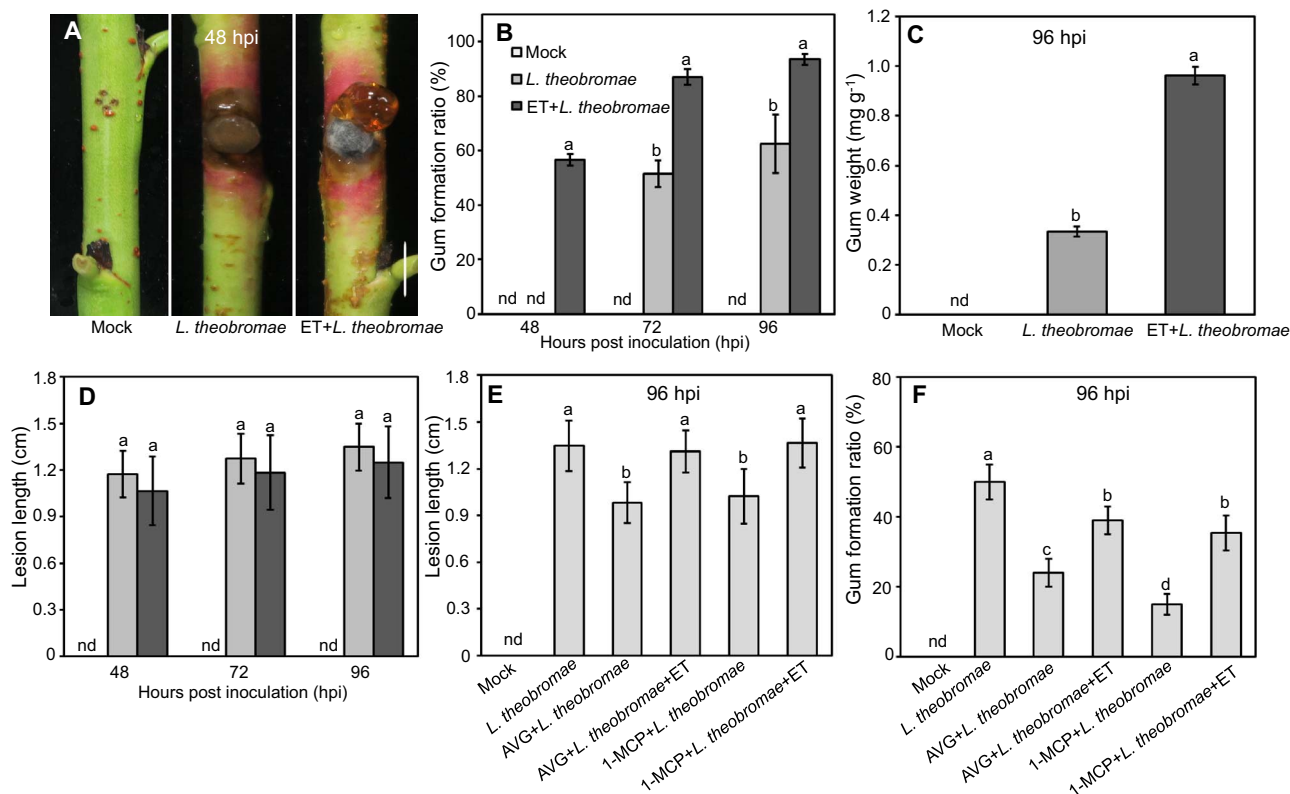 A
48 hpi
Mock
L. theobromae
ET+L. theobromae
B
Mock
L. theobromae
ET+L. theobromae
Gum formation ratio (%)
100
80
60
40
20
0
nd
nd
a
nd
b
a
nd
b
a
48
72
96
Hours post inoculation (hpi)
C
96 hpi
Gum weight (mg g-1)
1.2
1.0
0.8
0.6
0.4
0.2
0
nd
b
a
Mock
L. theobromae
ET+L. theobromae
D
Lesion length (cm)
1.8
1.5
1.2
0.9
0.6
0.3
0
nd
a
a
nd
a
a
nd
a
a
48
72
96
Hours post inoculation (hpi)
E
96 hpi
Lesion length (cm)
1.8
1.5
1.2
0.9
0.6
0.3
0
nd
a
b
a
b
a
Mock
L. theobromae
AVG+L. theobromae
AVG+L. theobromae+ET
1-MCP+L. theobromae
1-MCP+L. theobromae+ET
F
96 hpi
Gum formation ratio (%)
80
60
40
20
0
nd
a
c
b
d
b
Mock
L. theobromae
AVG+L. theobromae
AVG+L. theobromae+ET
1-MCP+L. theobromae
1-MCP+L. theobromae+ET